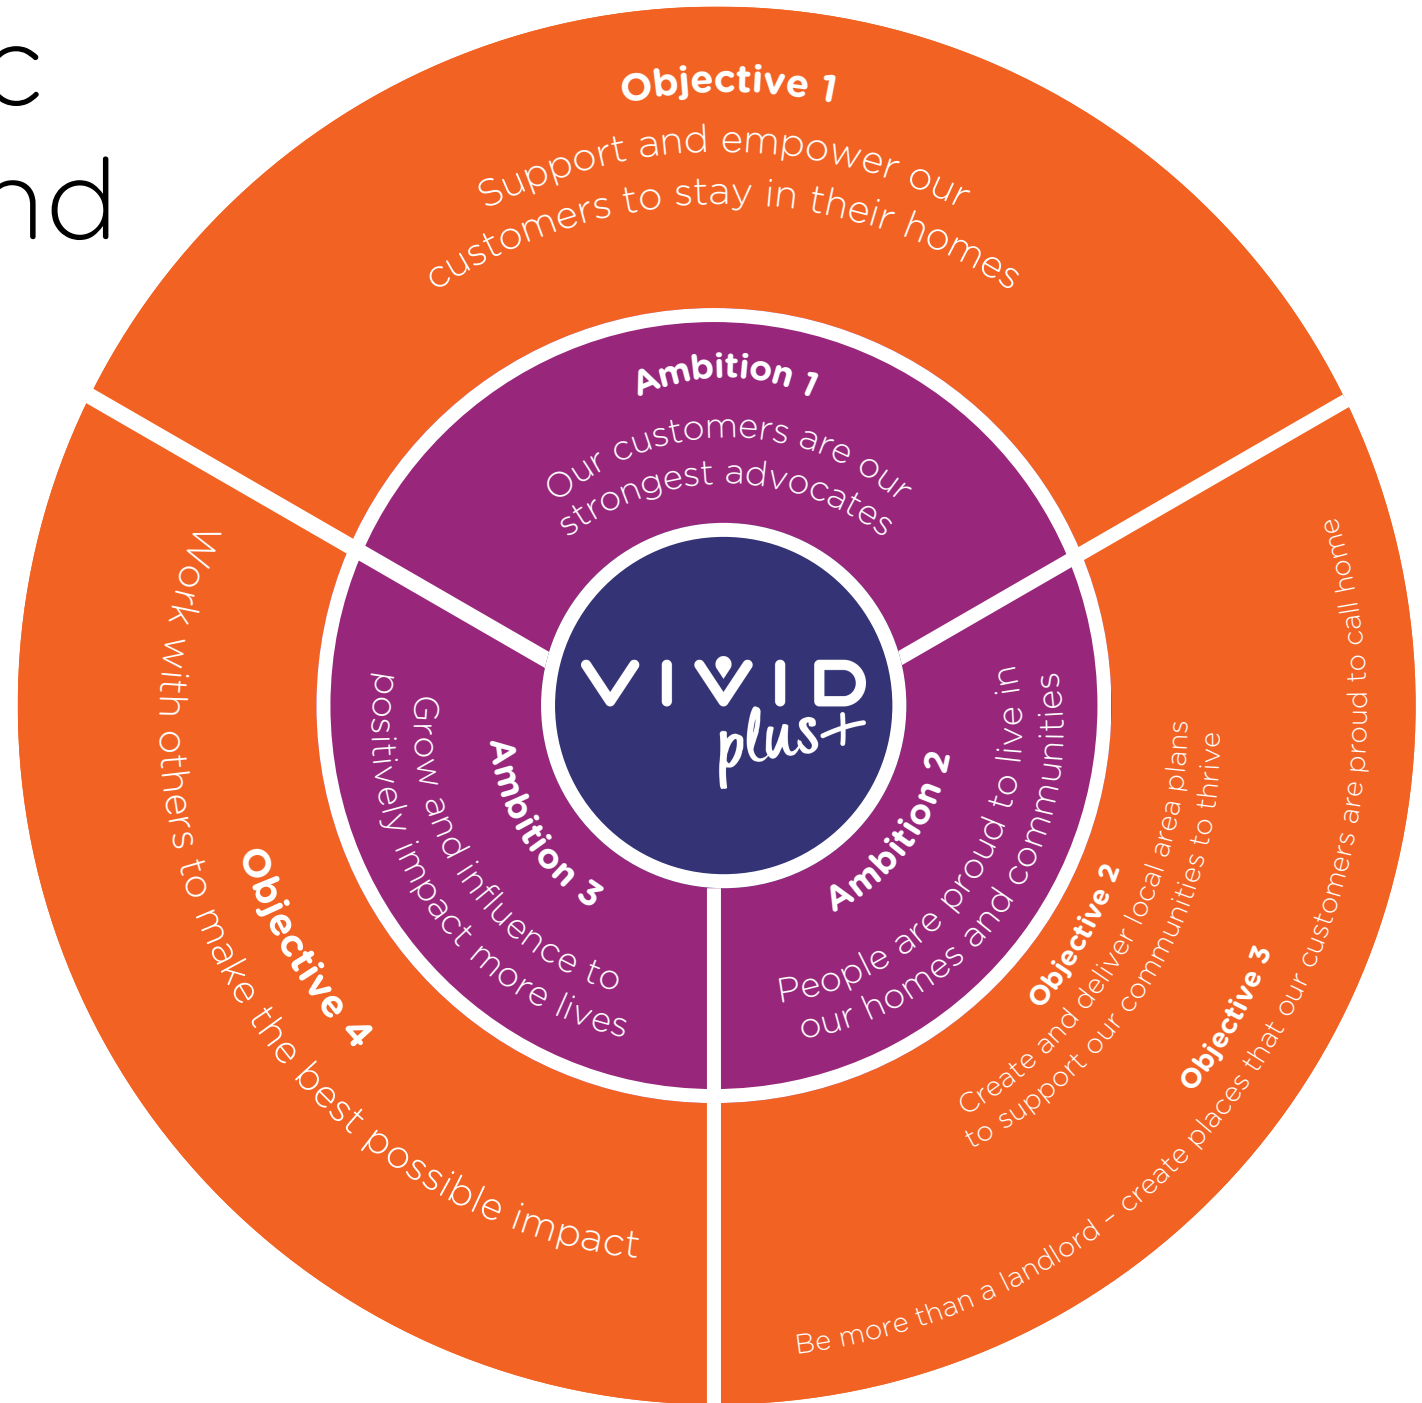 c
nd
Objective 1
Support and empower our
customers to stay in their homes
Ambition 1
Our customers are our
strongest advocates
VIVID
plus+
Ambition 2
People are proud to live in
our homes and communities
Objective 2
Create and deliver local area plans
to support our communities to thrive
Objective 3
Be more than a landlord – create places that our customers are proud to call home
Ambition 3
Grow and influence to
positively impact more lives
Objective 4
Work with others to make the best possible impact